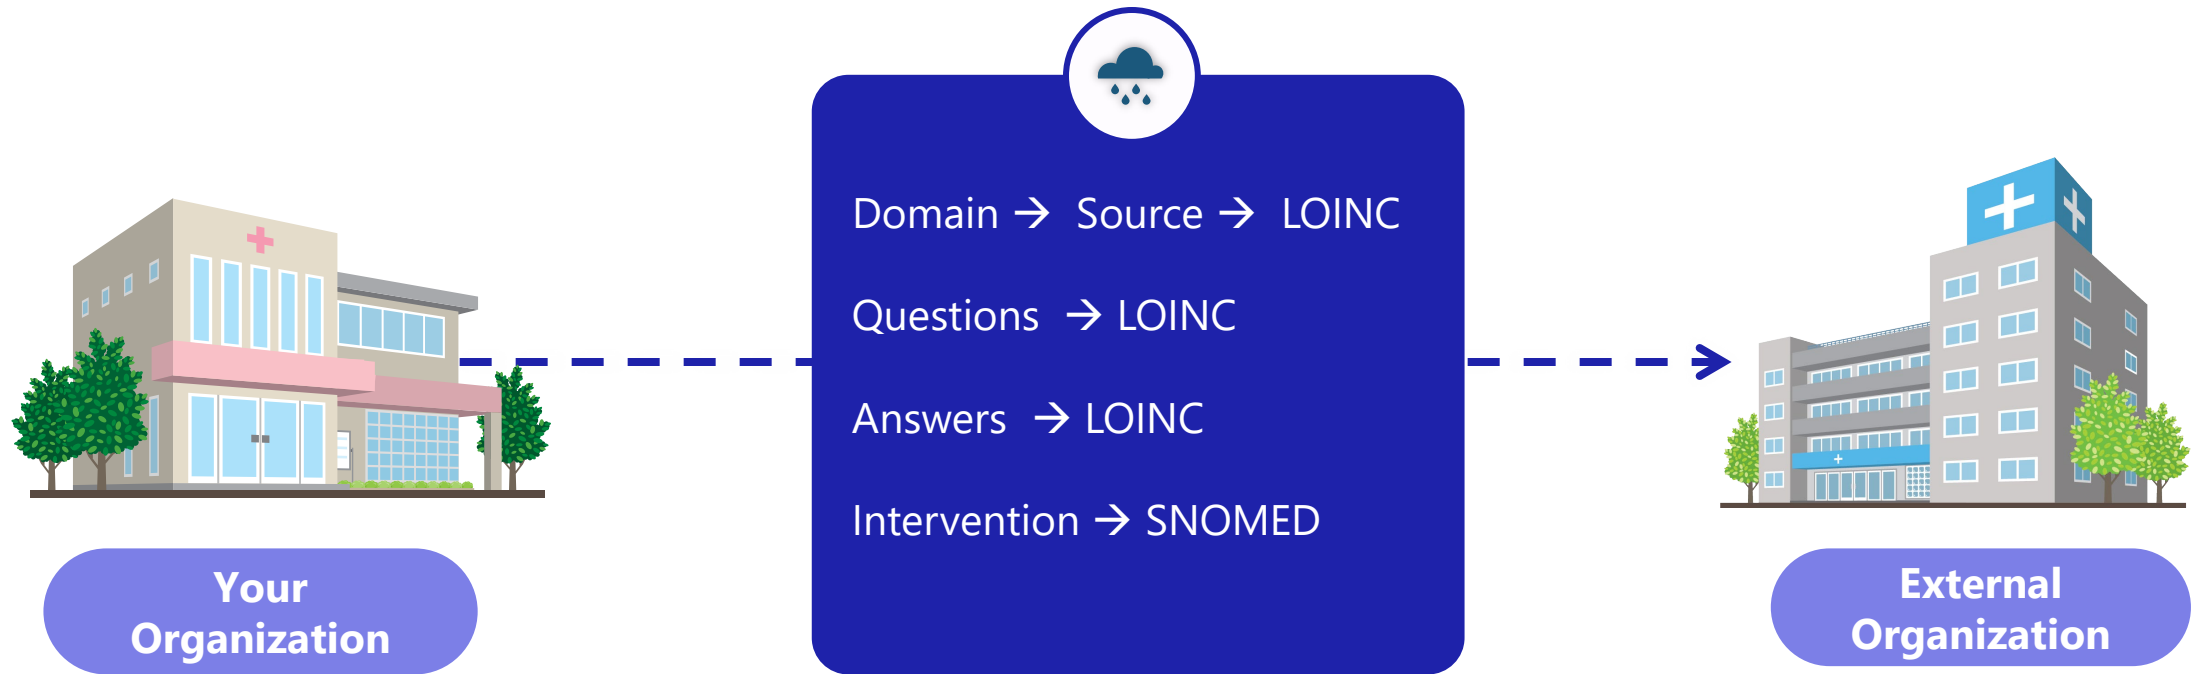 Domain → Source → LOINC
Questions → LOINC
Answers → LOINC
Intervention → SNOMED
Your
Organization
External
Organization